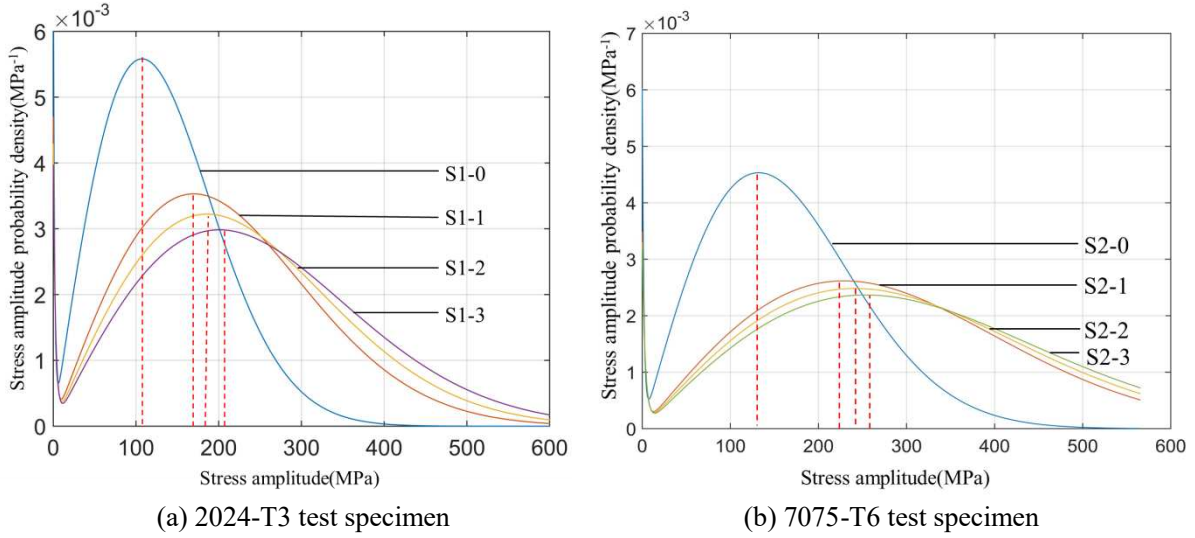 ×10⁻³
6
5
4
3
2
1
0
0 100 200 300 400 500 600
Stress amplitude probability density(MPa⁻¹)
Stress amplitude(MPa)
S1-0
S1-1
S1-2
S1-3
(a) 2024-T3 test specimen
×10⁻³
7
6
5
4
3
2
1
0
0 100 200 300 400 500 600
Stress amplitude probability density(MPa⁻¹)
Stress amplitude(MPa)
S2-0
S2-1
S2-2
S2-3
(b) 7075-T6 test specimen